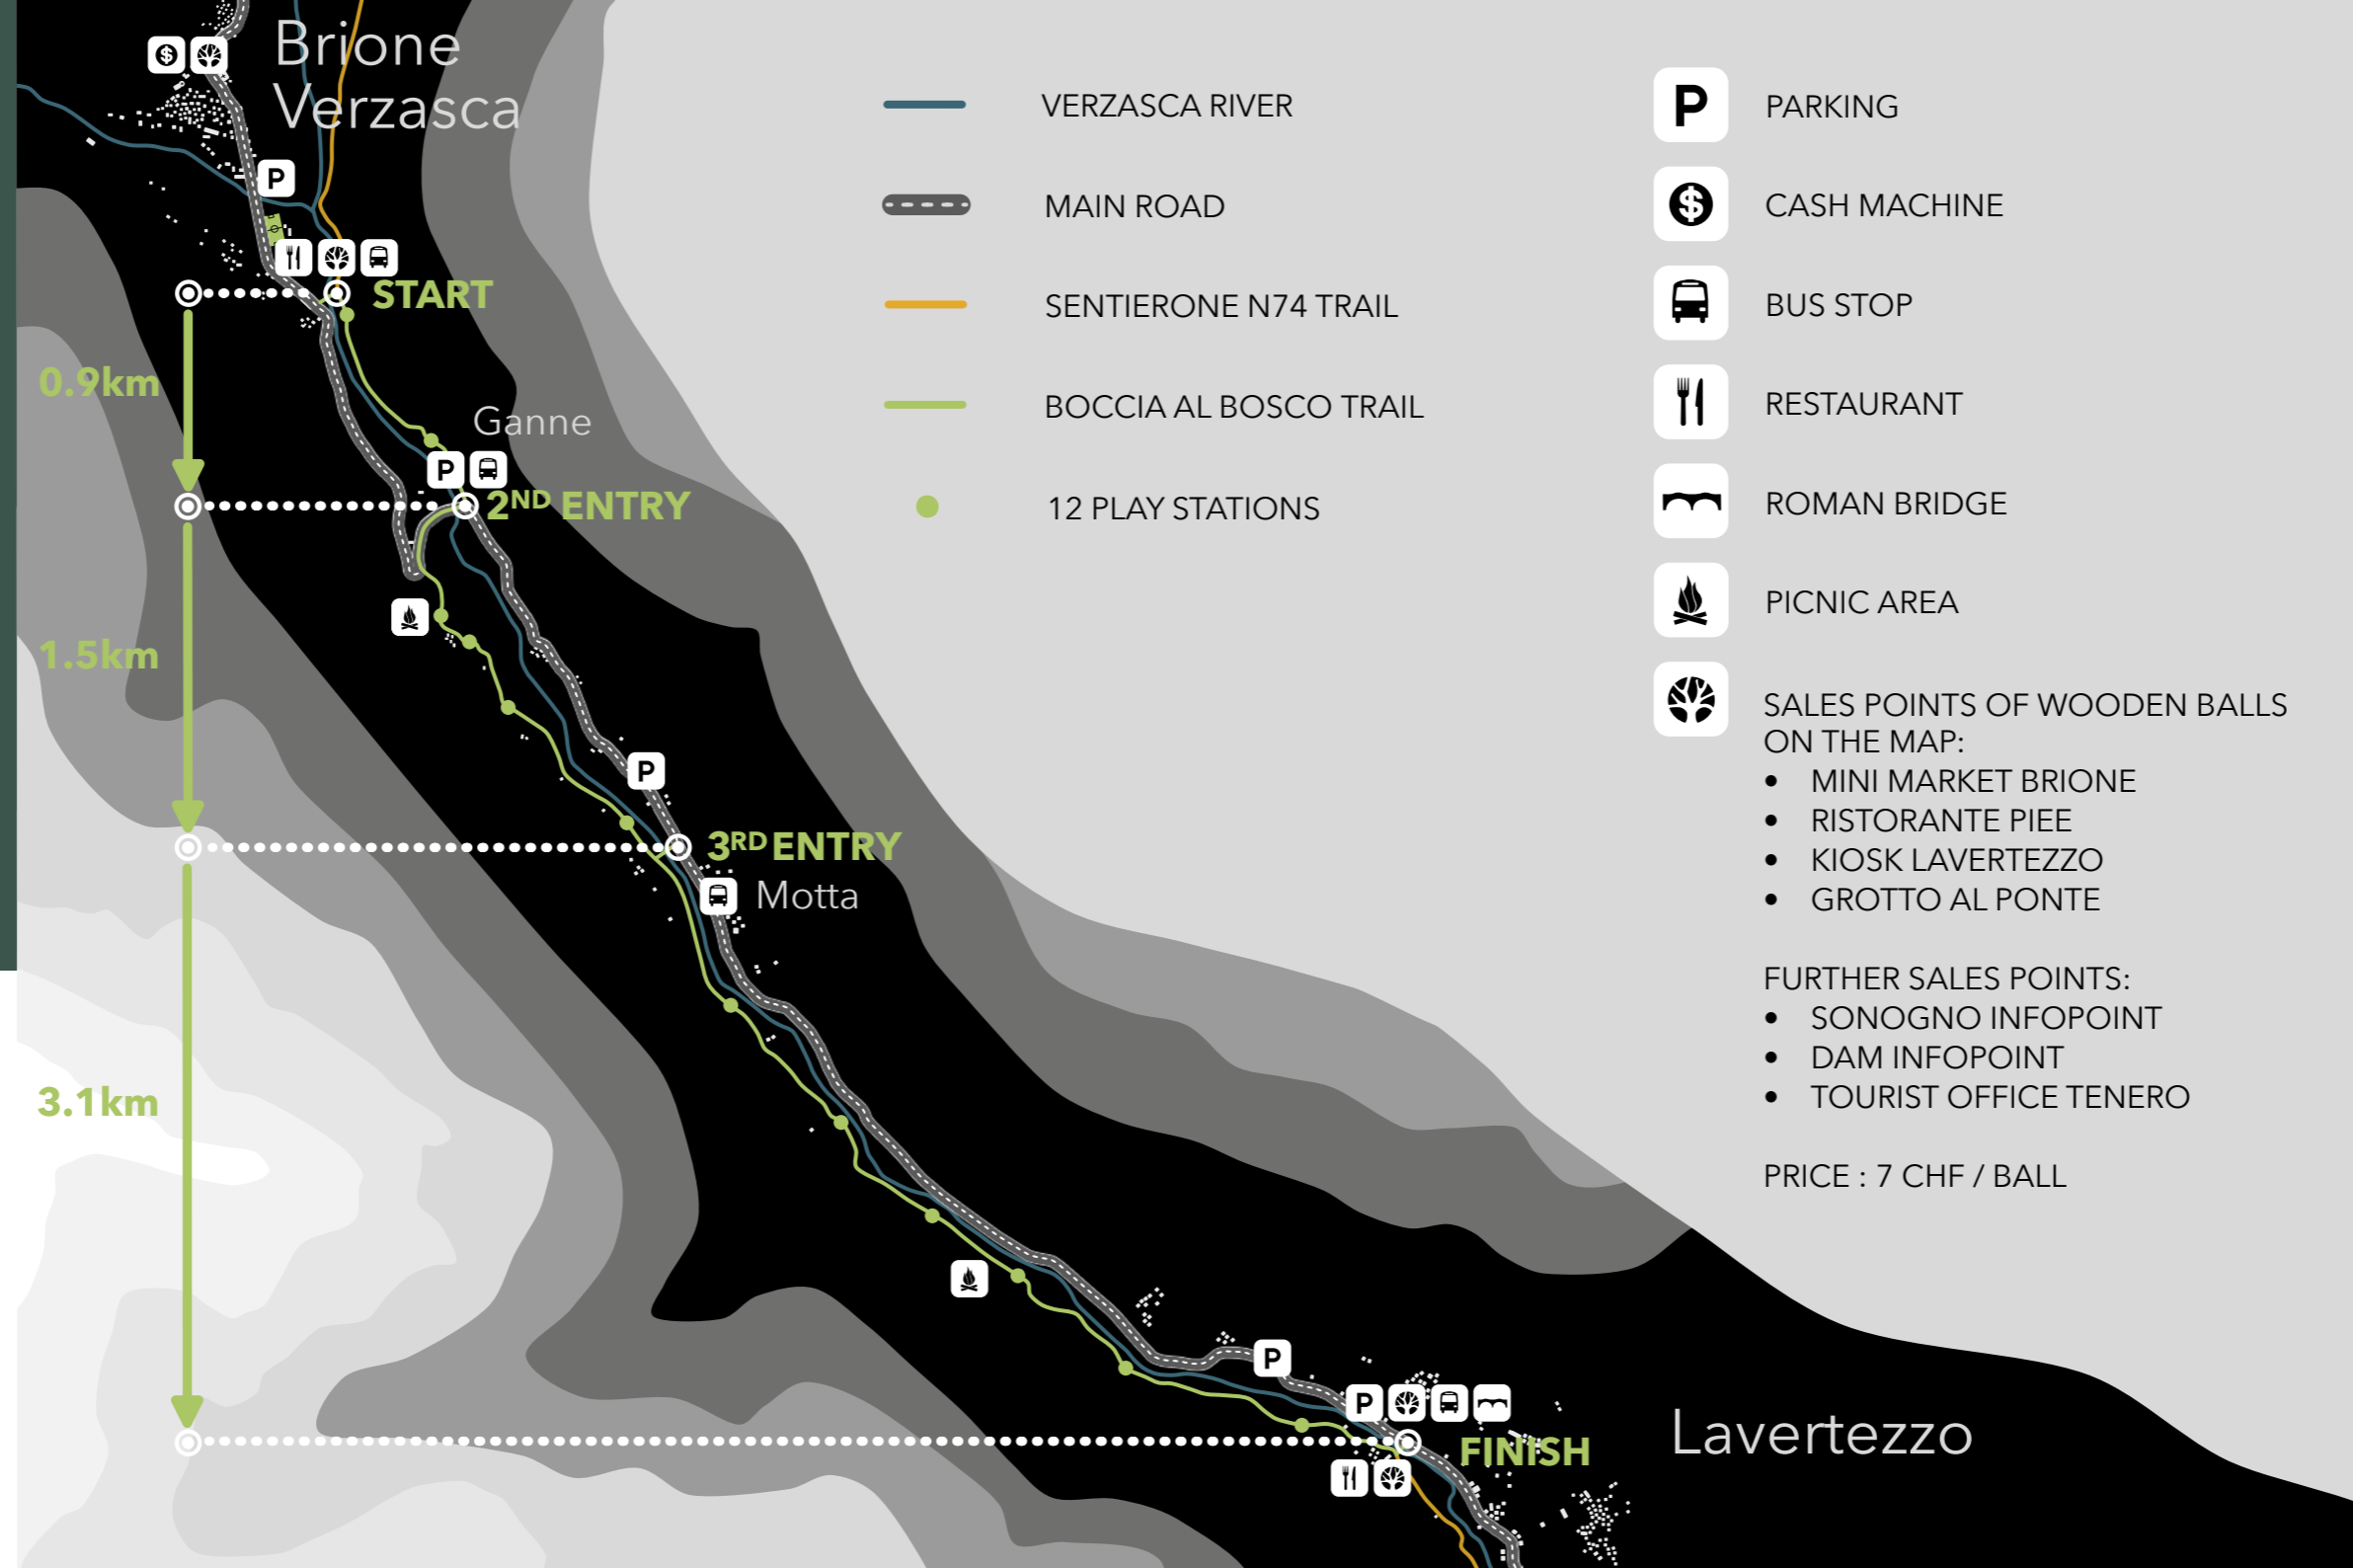 Brione
Verzasca
START
0.9km
Ganne
P
2ND ENTRY
1.5km
P
3RD ENTRY
Motta
3.1km
P
P
FINISH
Lavertezzo
P
$
VERZASCA RIVER
MAIN ROAD
SENTIERONE N74 TRAIL
BOCCIA AL BOSCO TRAIL
12 PLAY STATIONS
P PARKING
$ CASH MACHINE
BUS STOP
RESTAURANT
ROMAN BRIDGE
PICNIC AREA
SALES POINTS OF WOODEN BALLS
ON THE MAP:
• MINI MARKET BRIONE
• RISTORANTE PIEE
• KIOSK LAVERTEZZO
• GROTTO AL PONTE
FURTHER SALES POINTS:
• SONOGNO INFOPOINT
• DAM INFOPOINT
• TOURIST OFFICE TENERO
PRICE : 7 CHF / BALL